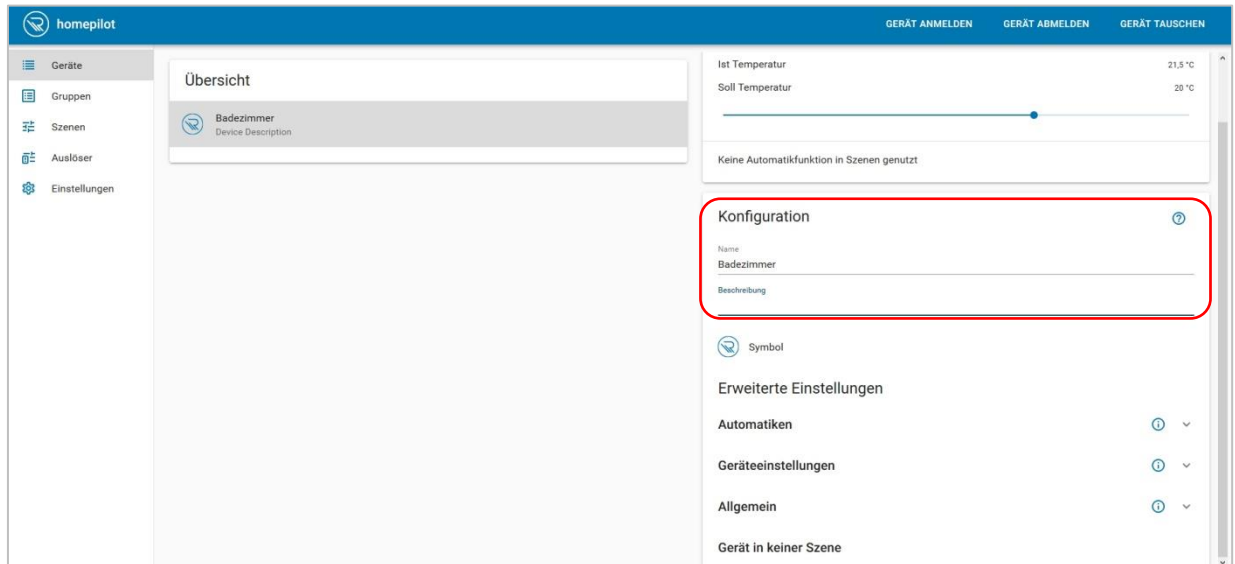 homepilot
GERÄT ANMELDEN GERÄT ABMELDEN GERÄT TAUSCHEN
Geräte
Gruppen
Szenen
Auslöser
Einstellungen
Übersicht
Badezimmer
Device Description
Ist Temperatur 21,5 °C
Soll Temperatur 20 °C
Keine Automatikfunktion in Szenen genutzt
Konfiguration
Name
Badezimmer
Beschreibung
Symbol
Erweiterte Einstellungen
Automatiken
Geräteeinstellungen
Allgemein
Gerät in keiner Szene